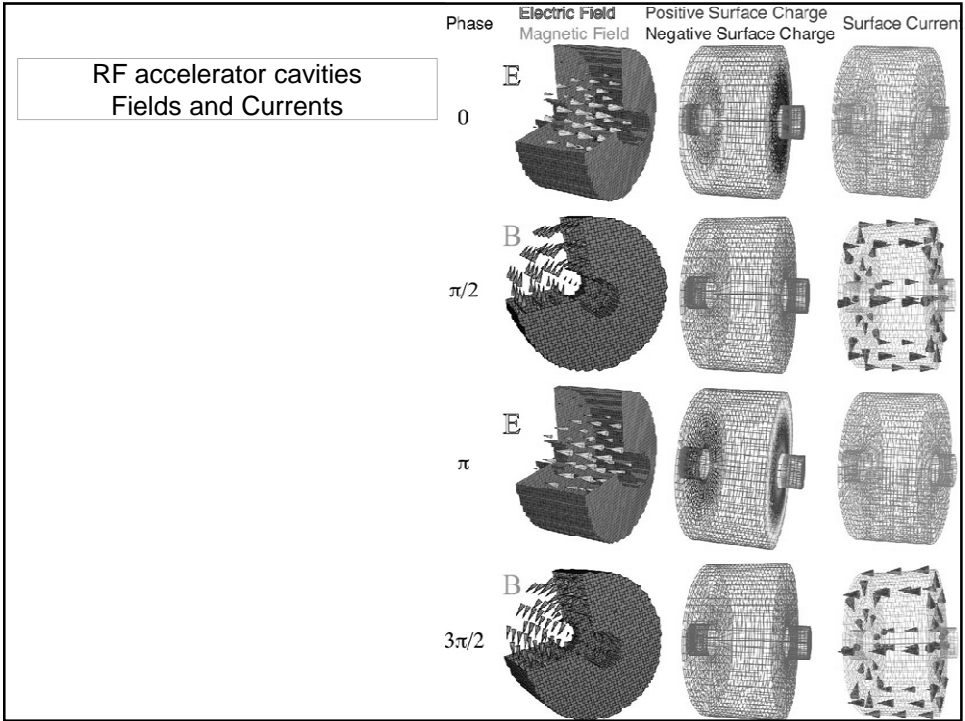 RF accelerator cavities
Fields and Currents
Phase
Electric Field
Magnetic Field
Positive Surface Charge
Negative Surface Charge
Surface Current
E
0
B
π/2
E
π
B
3π/2